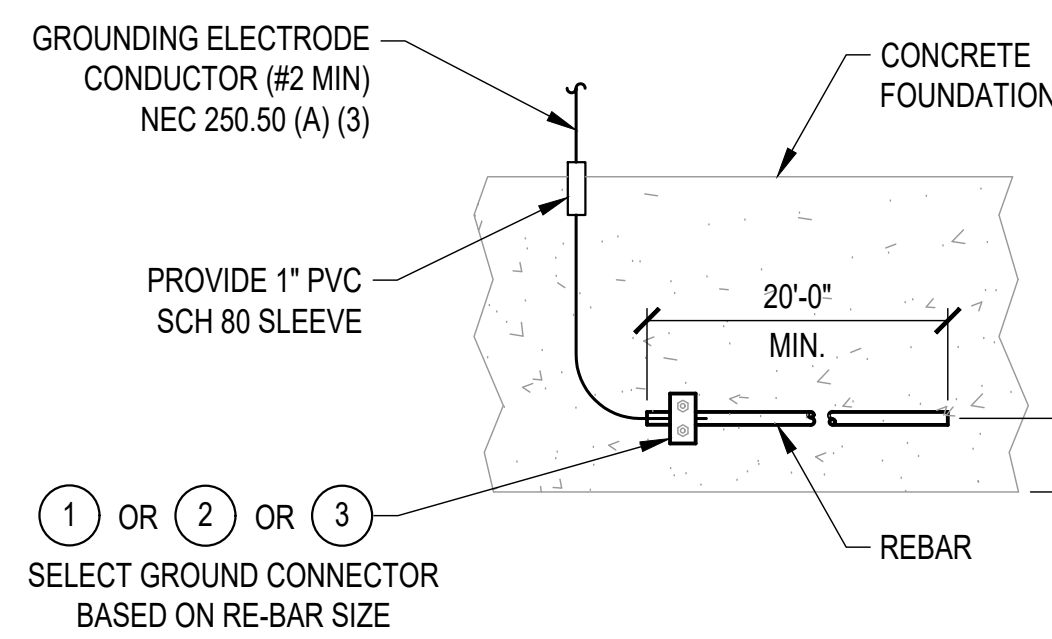 GROUNDING ELECTRODE
CONDUCTOR (#2 MIN)
NEC 250.50 (A) (3)
CONCRETE
FOUNDATION
PROVIDE 1" PVC
SCH 80 SLEEVE
20'-0"
MIN.
1 OR 2 OR 3
SELECT GROUND CONNECTOR
BASED ON RE-BAR SIZE
REBAR